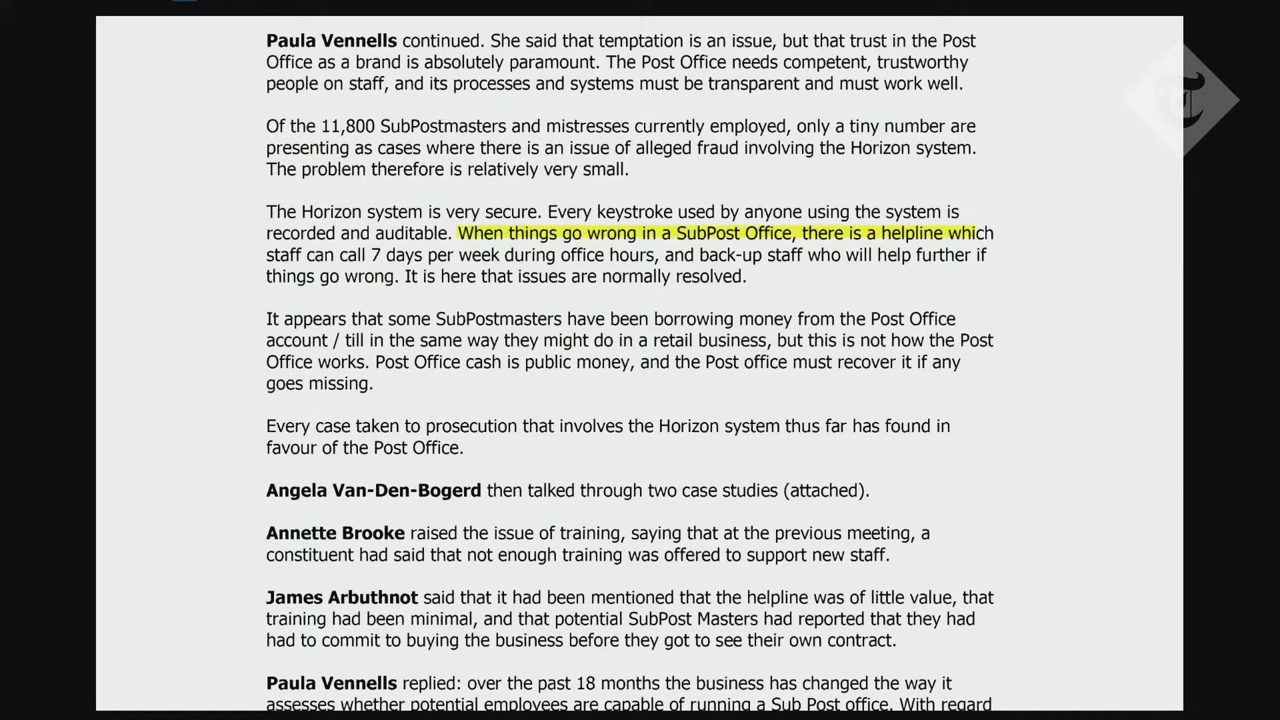 Paula Vennells continued. She said that temptation is an issue, but that trust in the Post
Office as a brand is absolutely paramount. The Post Office needs competent, trustworthy
people on staff, and its processes and systems must be transparent and must work well.
Of the 11,800 SubPostmasters and mistresses currently employed, only a tiny number are
presenting as cases where there is an issue of alleged fraud involving the Horizon system.
The problem therefore is relatively very small.
The Horizon system is very secure. Every keystroke used by anyone using the system is
recorded and auditable. When things go wrong in a SubPost Office, there is a helpline which
staff can call 7 days per week during office hours, and back-up staff who will help further if
things go wrong. It is here that issues are normally resolved.
It appears that some SubPostmasters have been borrowing money from the Post Office
account / till in the same way they might do in a retail business, but this is not how the Post
Office works. Post Office cash is public money, and the Post office must recover it if any
goes missing.
Every case taken to prosecution that involves the Horizon system thus far has found in
favour of the Post Office.
Angela Van-Den-Bogerd then talked through two case studies (attached).
Annette Brooke raised the issue of training, saying that at the previous meeting, a
constituent had said that not enough training was offered to support new staff.
James Arbuthnot said that it had been mentioned that the helpline was of little value, that
training had been minimal, and that potential SubPost Masters had reported that they had
had to commit to buying the business before they got to see their own contract.
Paula Vennells replied: over the past 18 months the business has changed the way it
assesses whether potential employees are capable of running a Sub Post office. With regard